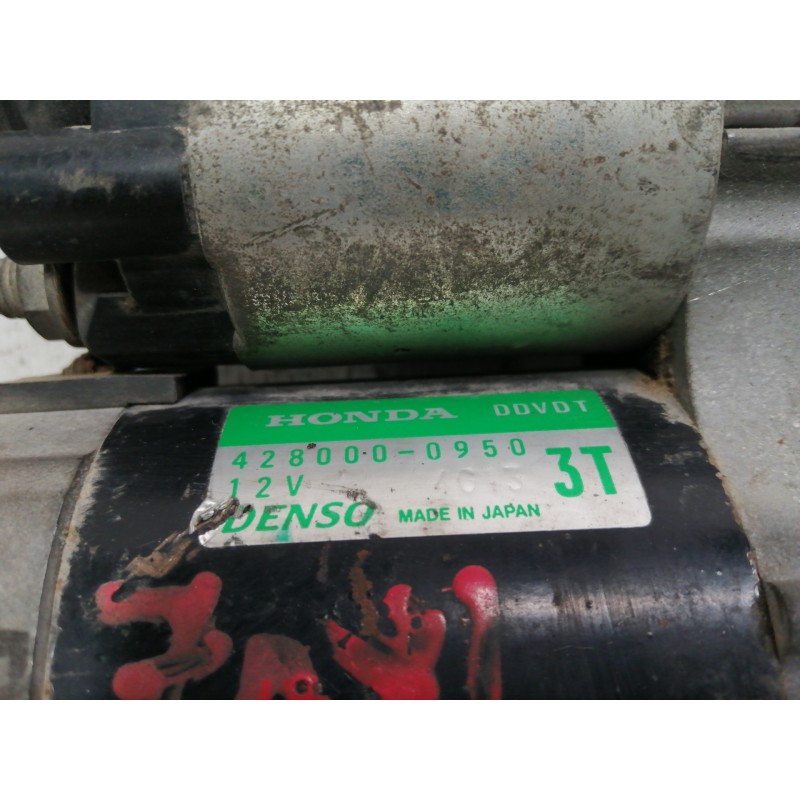 HONDA DDVDT
428000-0950
12V 3T
DENSO MADE IN JAPAN